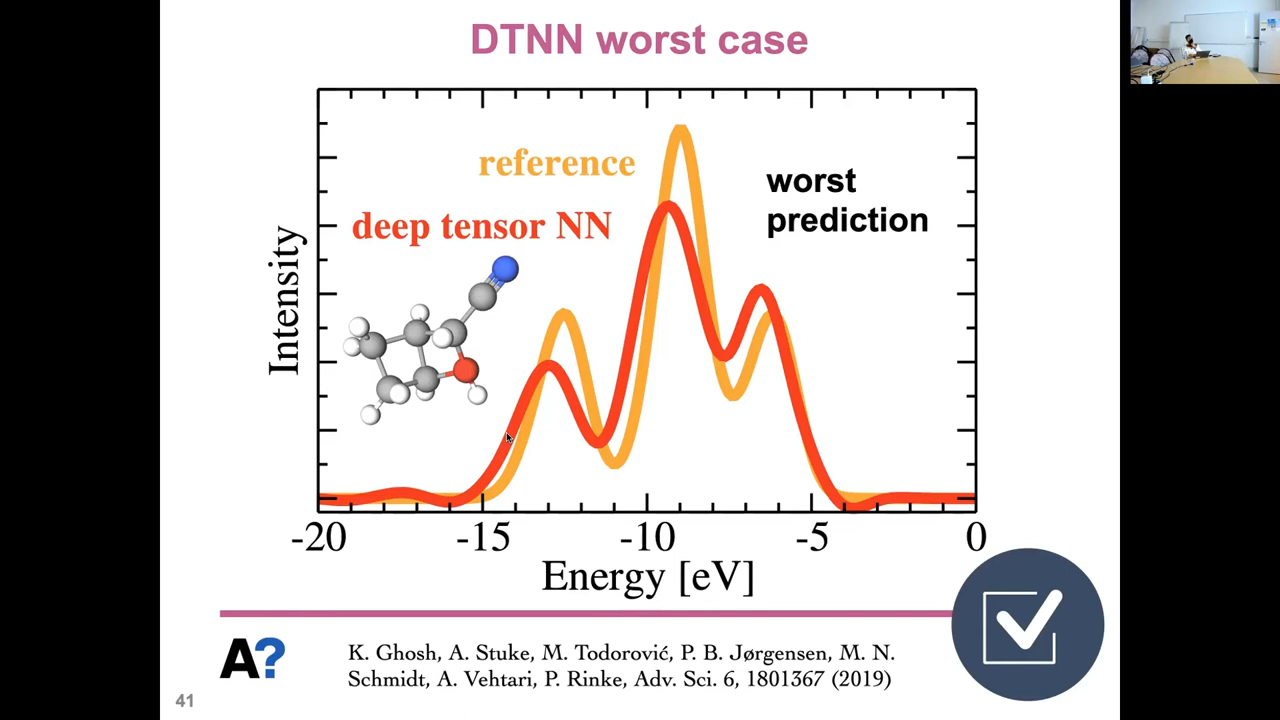 DTNN worst case
reference
deep tensor NN
worst
prediction
Intensity
-20
-15
-10
-5
0
Energy [eV]
A?
K. Ghosh, A. Stuke, M. Todorović, P. B. Jørgensen, M. N.
Schmidt, A. Vehtari, P. Rinke, Adv. Sci. 6, 1801367 (2019)
41